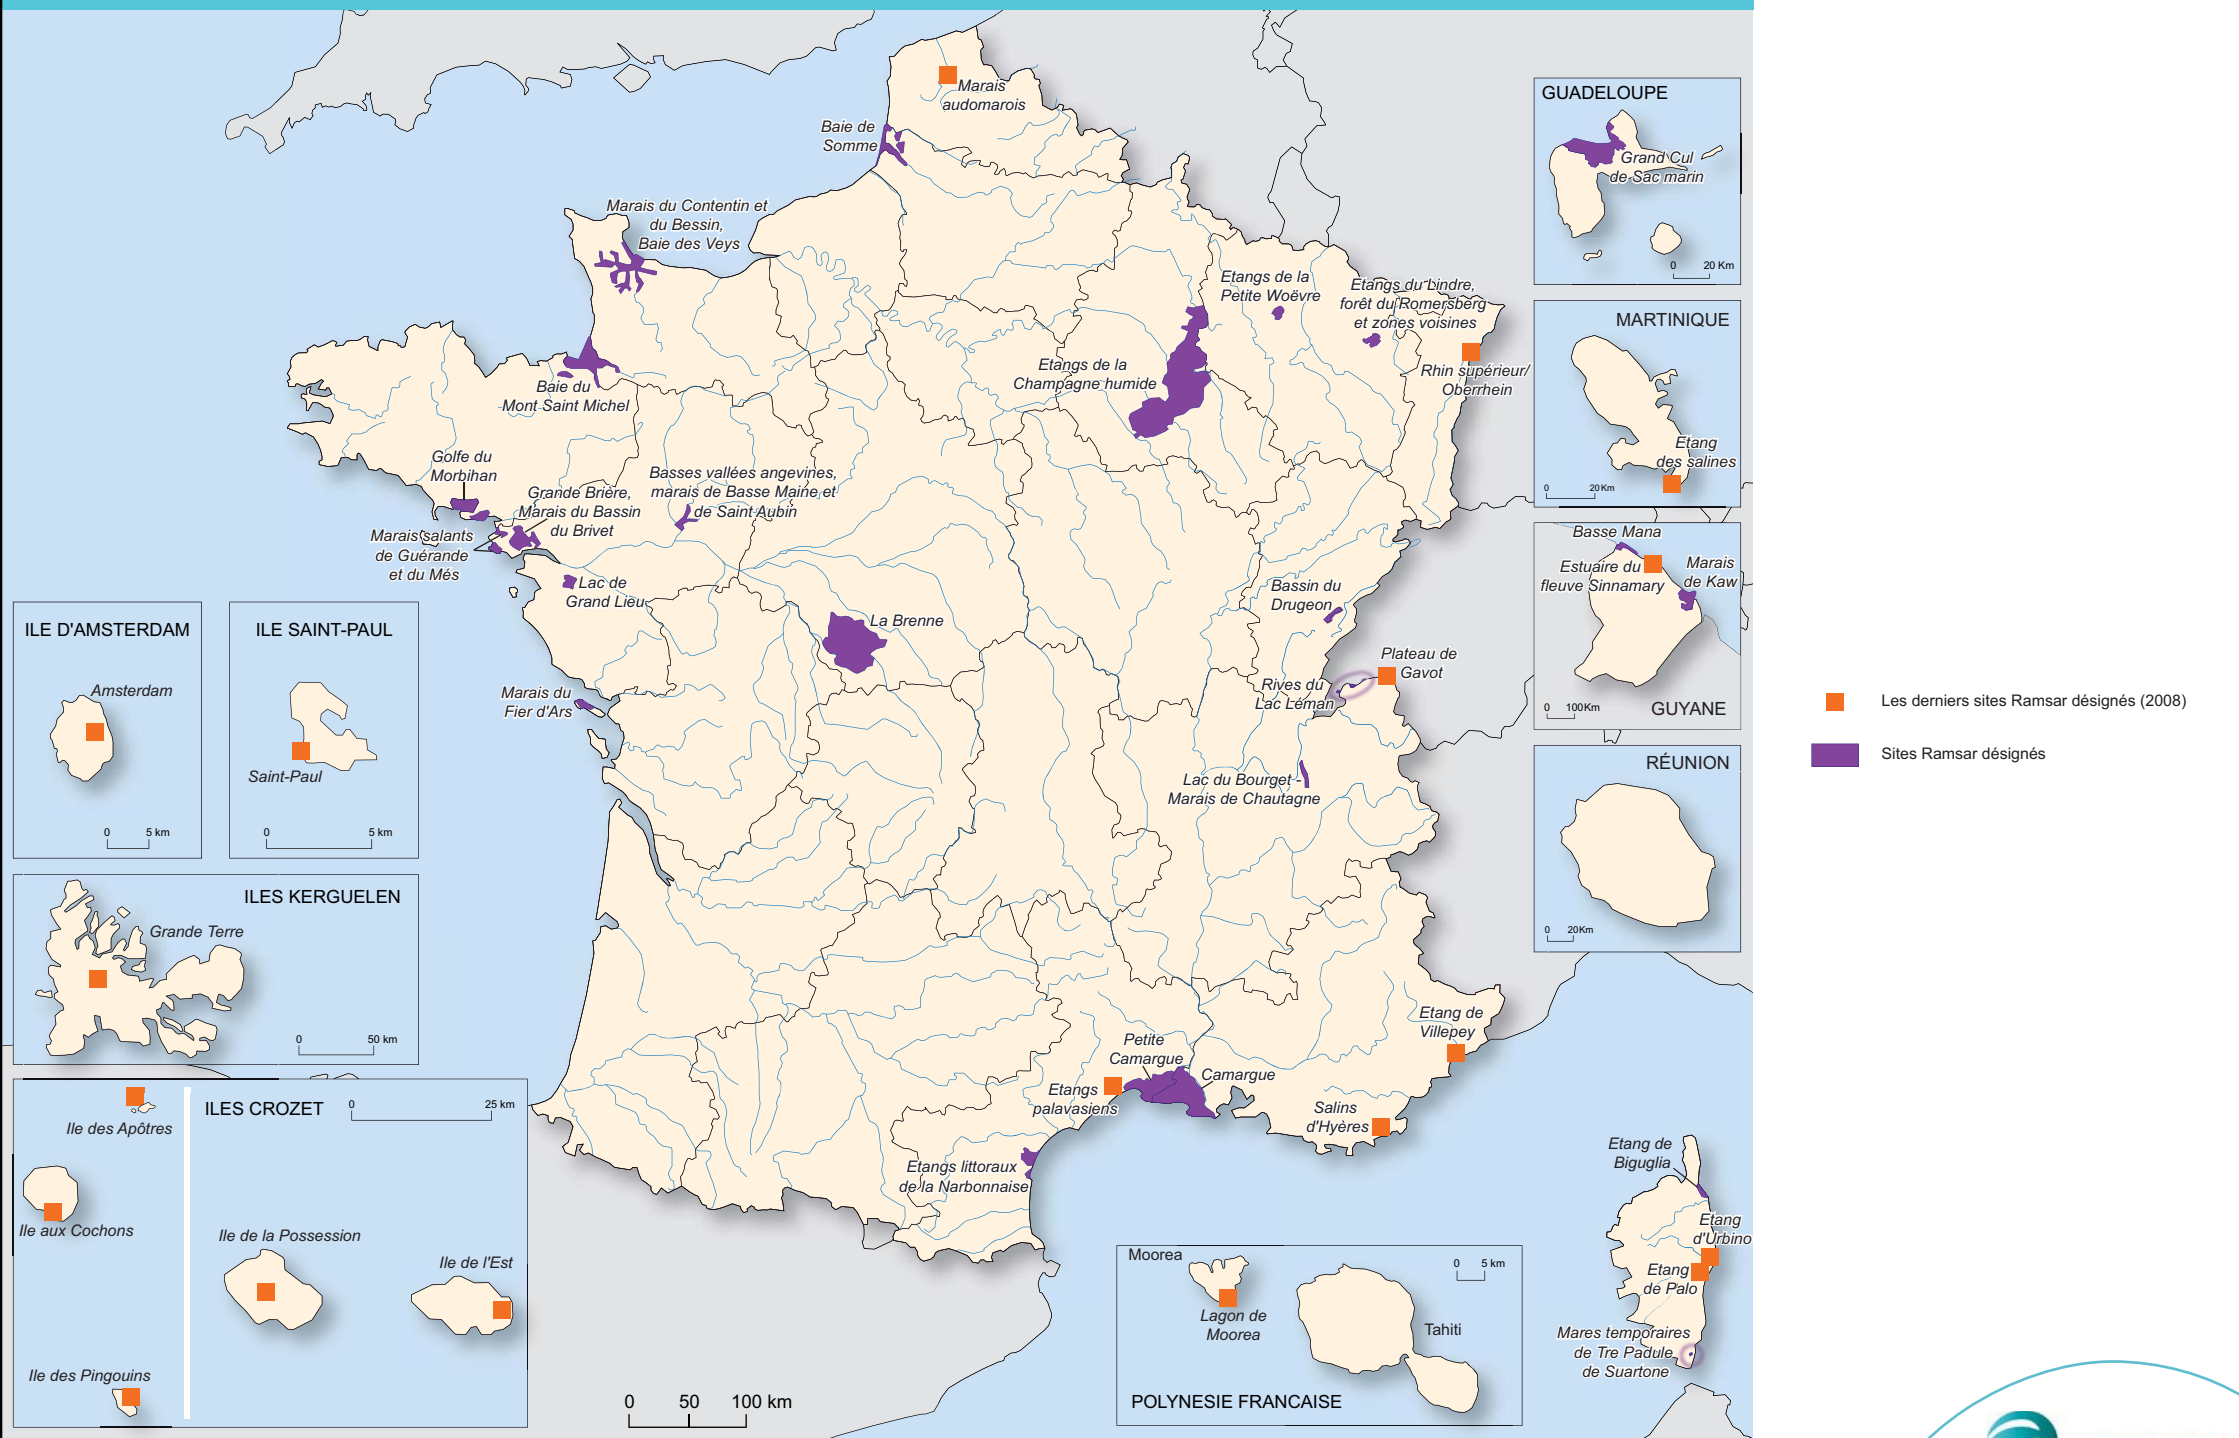 Marais
audomarois
Baie de
Somme
Marais du Contentin et
du Bessin,
Baie des Veys
Etangs de la
Petite Woëvre
Etangs du Lindre,
forêt du Romersberg
et zones voisines
Rhin supérieur/
Oberrhein
Etangs de la
Champagne humide
Baie du
Mont Saint Michel
Golfe du
Morbihan
Grande Brière,
Marais du Bassin
du Brivet
Basses vallées angevines,
marais de Basse Maine et
de Saint Aubin
Marais salants
de Guérande
et du Més
Lac de
Grand Lieu
La Brenne
Bassin du
Drugeon
Plateau de
Gavot
Rives du
Lac Léman
Marais du
Fier d'Ars
Lac du Bourget -
Marais de Chautagne
Etang de
Villepey
Petite
Camargue
Camargue
Etangs
palavasiens
Salins
d'Hyères
Etangs littoraux
de la Narbonnaise
Etang de
Biguglia
Etang
d'Urbino
Etang
de Palo
Mares temporaires
de Tre Padule
de Suartone
0 50 100 km
GUADELOUPE
Grand Cul
de Sac marin
0 20 Km
MARTINIQUE
Etang
des salines
0 20 Km
Basse Mana
Estuaire du
fleuve Sinnamary
Marais
de Kaw
0 100 Km
GUYANE
RÉUNION
0 20 Km
ILE D'AMSTERDAM
Amsterdam
0 5 km
ILE SAINT-PAUL
Saint-Paul
0 5 km
ILES KERGUELEN
Grande Terre
0 50 km
ILES CROZET
0 25 km
Ile des Apôtres
Ile aux Cochons
Ile de la Possession
Ile de l'Est
Ile des Pingouins
Moorea
0 5 km
Lagon de
Moorea
Tahiti
POLYNESIE FRANCAISE
Les derniers sites Ramsar désignés (2008)
Sites Ramsar désignés